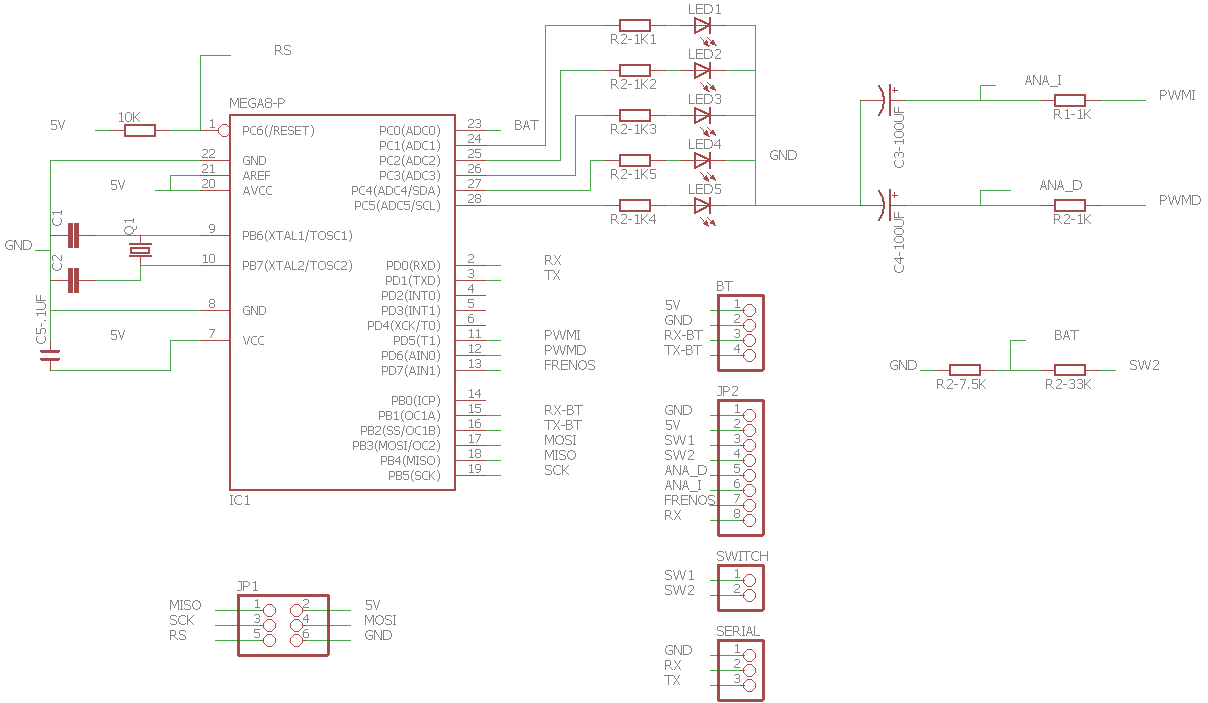 RS
MEGA8-P
5V
10K
1
PC6(/RESET)
22
GND
21
AREF
5V
20
AVCC
C1
Q1
9
PB6(XTAL1/TOSC1)
GND
C2
10
PB7(XTAL2/TOSC2)
8
GND
C5-.1UF
5V
7
VCC
PC0(ADC0)
23
BAT
PC1(ADC1)
24
PC2(ADC2)
25
PC3(ADC3)
26
PC4(ADC4/SDA)
27
PC5(ADC5/SCL)
28
PD0(RXD)
2
RX
PD1(TXD)
3
TX
PD2(INT0)
4
PD3(INT1)
5
PD4(XCK/T0)
6
PD5(T1)
11
PWMI
PD6(AIN0)
12
PWMD
PD7(AIN1)
13
FRENOS
PB0(ICP)
14
PB1(OC1A)
15
RX-BT
PB2(SS/OC1B)
16
TX-BT
PB3(MOSI/OC2)
17
MOSI
PB4(MISO)
18
MISO
PB5(SCK)
19
SCK
IC1
LED1
R2-1K1
LED2
R2-1K2
LED3
R2-1K3
LED4
R2-1K5
LED5
R2-1K4
GND
+
C3-100UF
ANA_I
R1-1K
PWMI
+
C4-100UF
ANA_D
R2-1K
PWMD
BT
5V 1
GND 2
RX-BT 3
TX-BT 4
GND
R2-7.5K
BAT
R2-33K
SW2
JP2
GND 1
5V 2
SW1 3
SW2 4
ANA_D 5
ANA_I 6
FRENOS 7
RX 8
SWITCH
SW1 1
SW2 2
SERIAL
GND 1
RX 2
TX 3
JP1
MISO 1 2 5V
SCK 3 4 MOSI
RS 5 6 GND